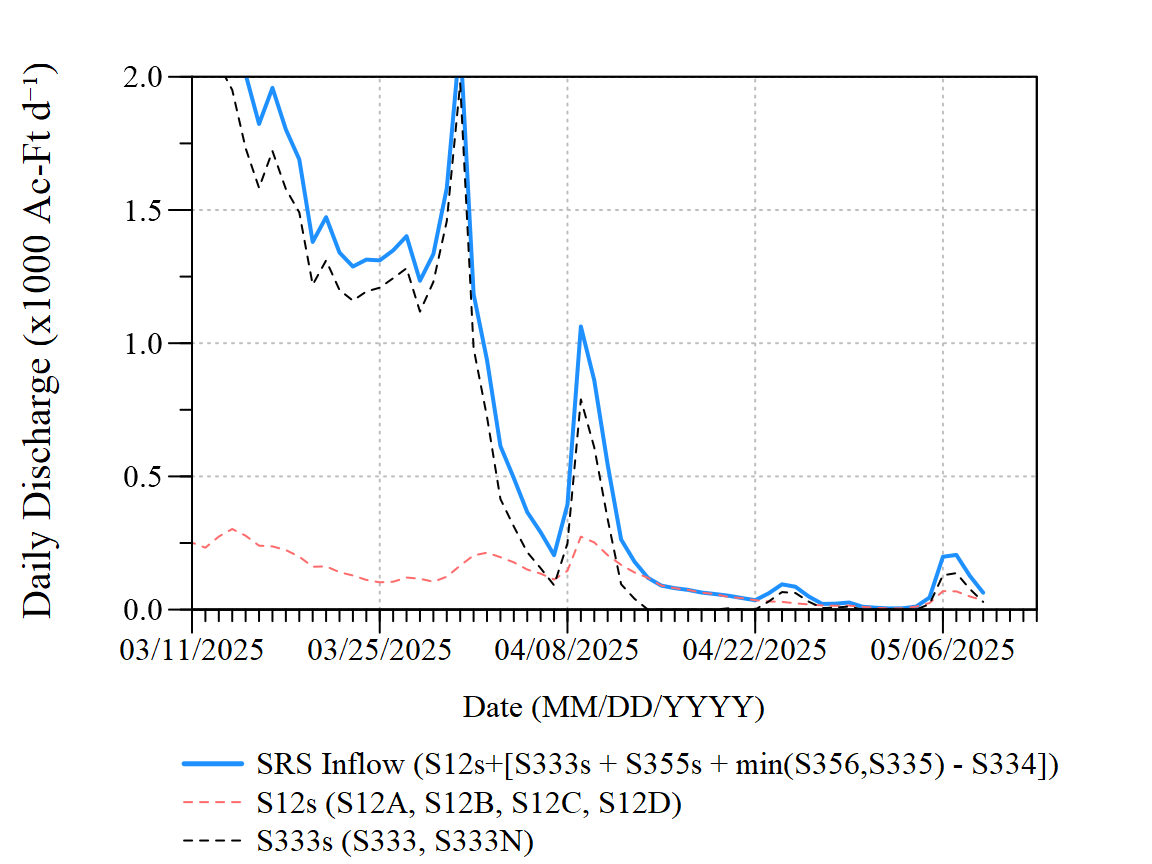 Daily Discharge (x1000 Ac-Ft d⁻¹)
2.0
1.5
1.0
0.5
0.0
03/11/2025 03/25/2025 04/08/2025 04/22/2025 05/06/2025
Date (MM/DD/YYYY)
SRS Inflow (S12s+[S333s + S355s + min(S356,S335) - S334])
S12s (S12A, S12B, S12C, S12D)
S333s (S333, S333N)